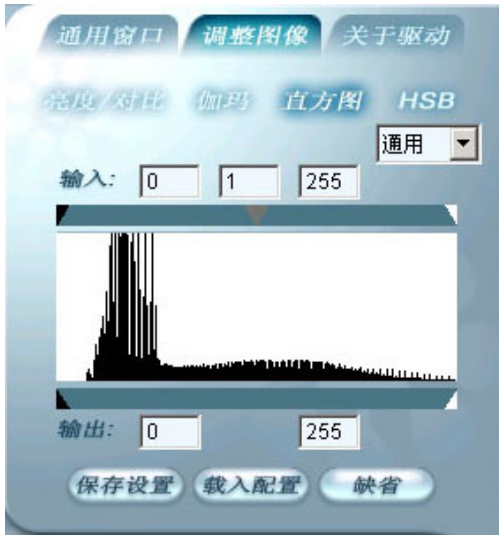 通用窗口 调整图像 关于驱动
亮度/对比 伽玛 直方图 HSB
通用
输入: 0 1 255
输出: 0 255
保存设置 载入配置 缺省